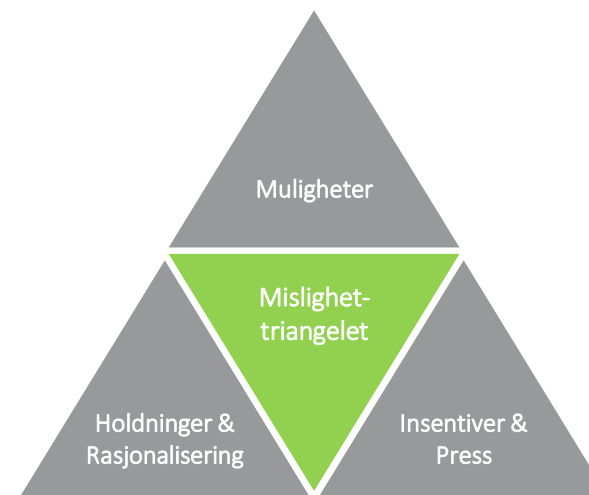 Muligheter
Mislighet-
triangelet
Holdninger &
Rasjonalisering
Insentiver &
Press